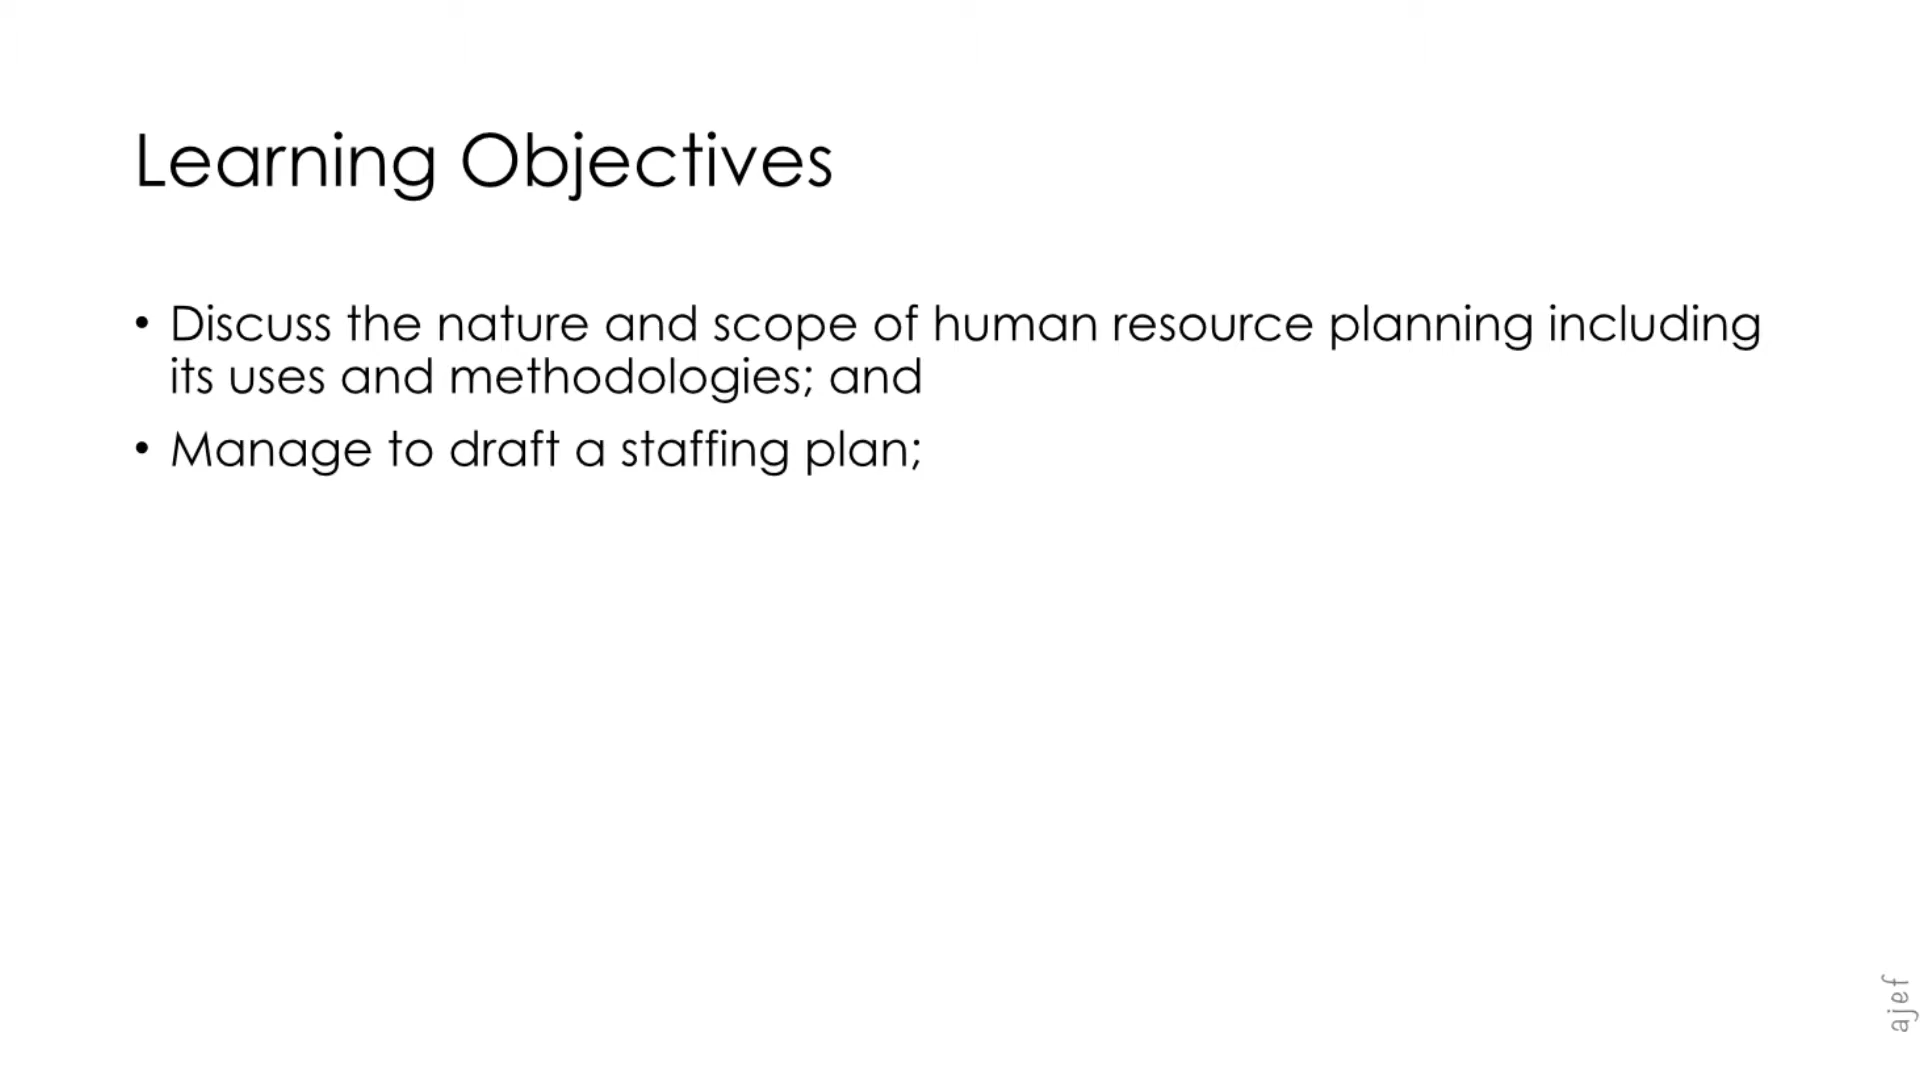 Learning Objectives
• Discuss the nature and scope of human resource planning including
its uses and methodologies; and
• Manage to draft a staffing plan;
ajef